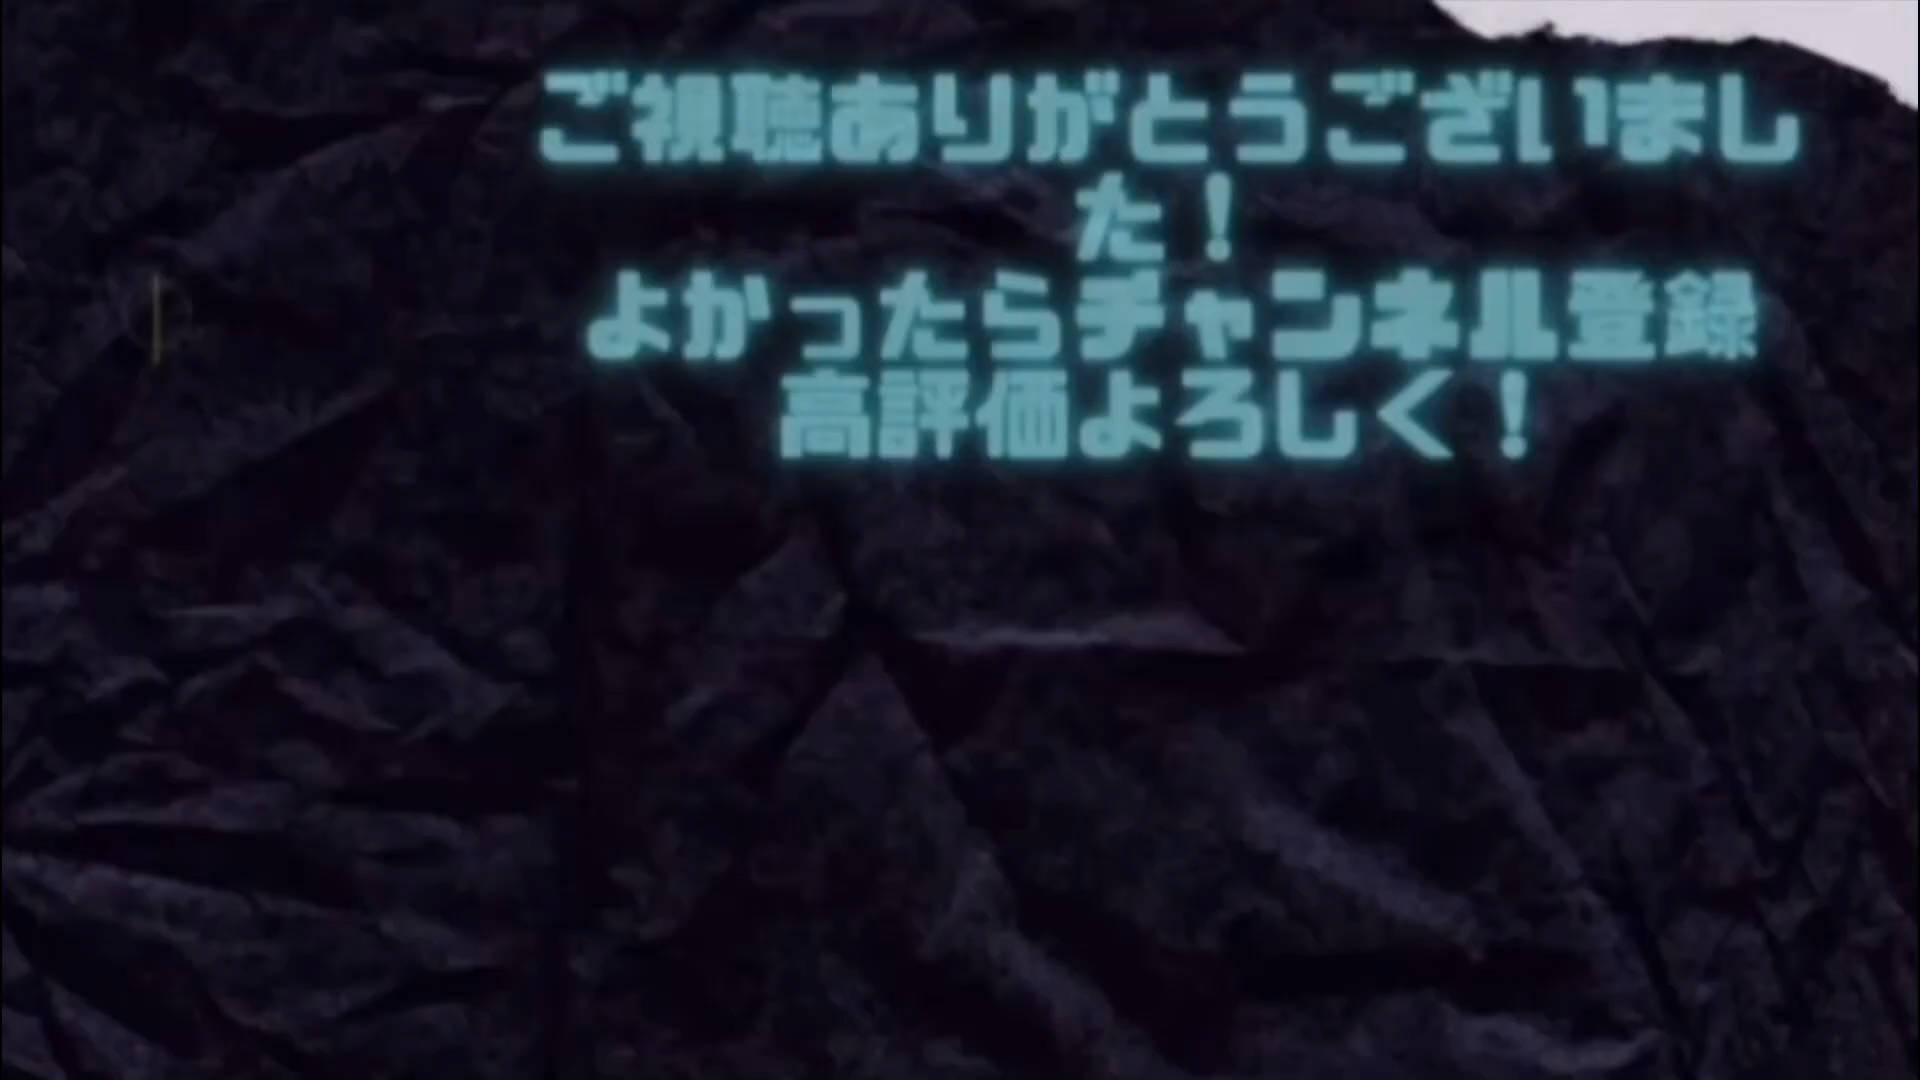 ご視聴ありがとうございまし
た！
よかったらチャンネル登録
高評価よろしく！